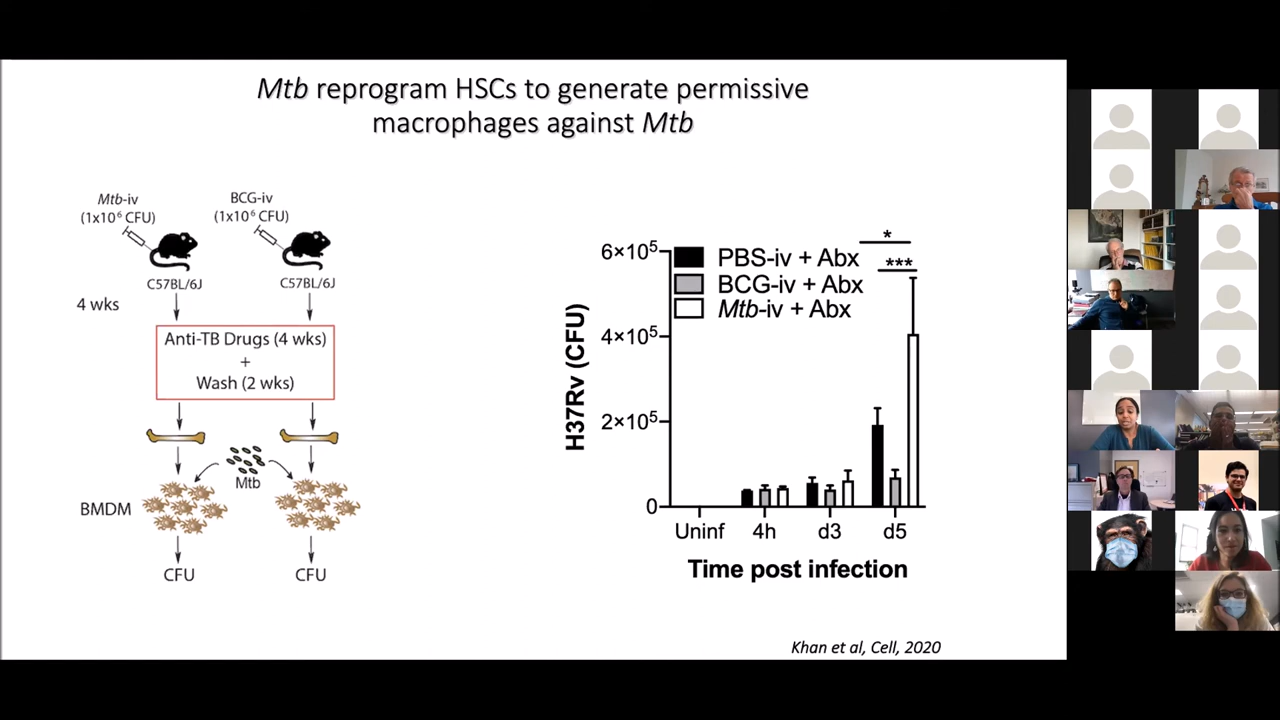 Mtb reprogram HSCs to generate permissive
macrophages against Mtb
Mtb-iv
(1x10⁶ CFU)
BCG-iv
(1x10⁶ CFU)
C57BL/6J
C57BL/6J
4 wks
Anti-TB Drugs (4 wks)
+
Wash (2 wks)
Mtb
BMDM
CFU
CFU
H37Rv (CFU)
6×10⁵
4×10⁵
2×10⁵
0
PBS-iv + Abx
BCG-iv + Abx
Mtb-iv + Abx
*
***
Uninf
4h
d3
d5
Time post infection
Khan et al, Cell, 2020